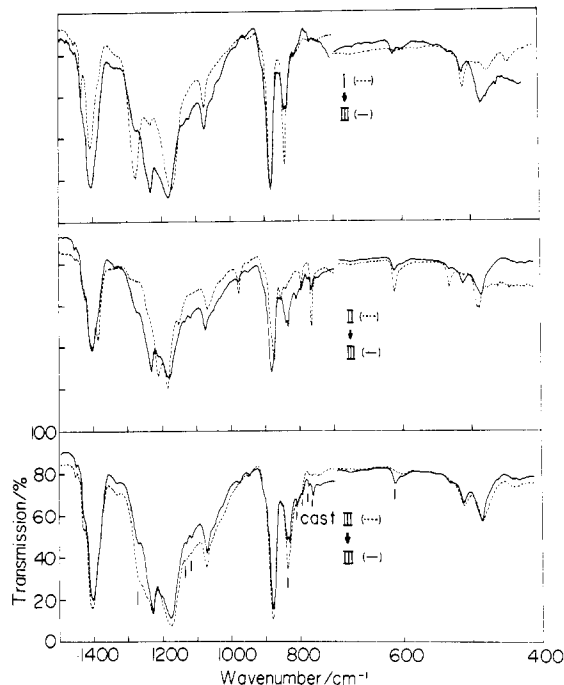 I (····)
III (—)
II (····)
III (—)
100
80
60
40
20
0
Transmission/%
cast III (····)
III (—)
1400
1200
1000
800
600
400
Wavenumber/cm⁻¹